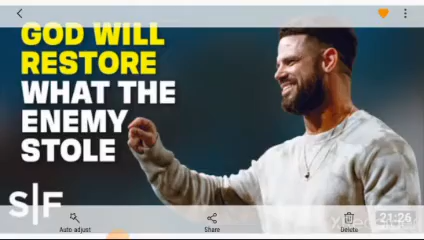 GOD WILL
RESTORE
WHAT THE
ENEMY
STOLE
S|F
21:26
Auto adjust
Share
Delete